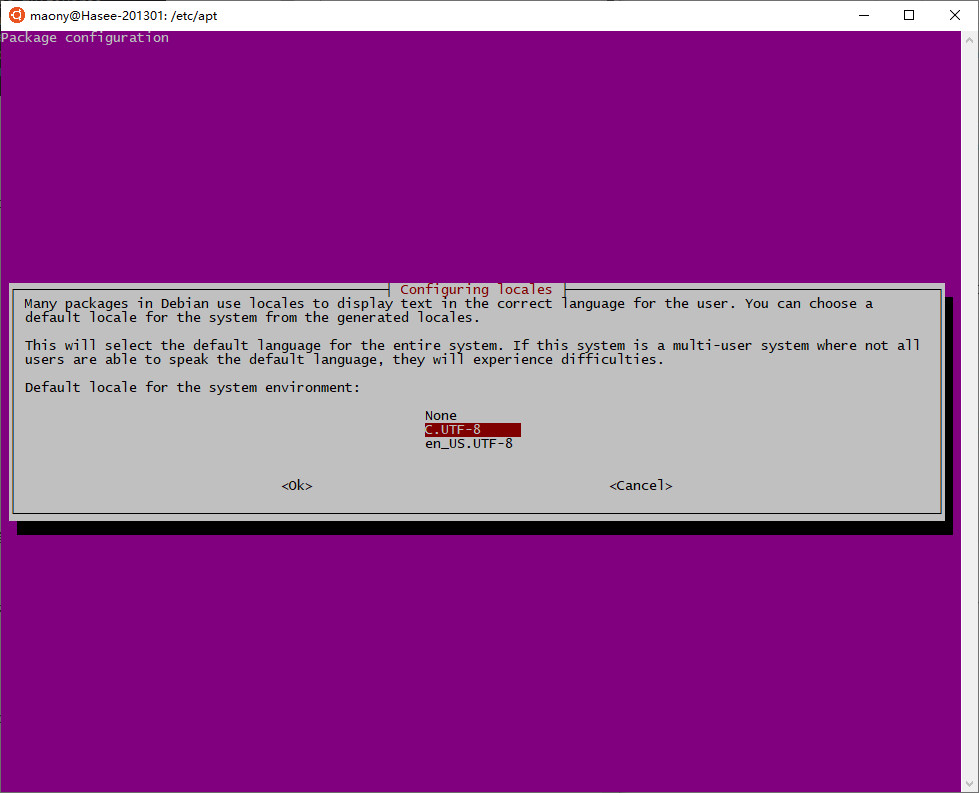 maony@Hasee-201301: /etc/apt
Package configuration
Configuring locales
Many packages in Debian use locales to display text in the correct language for the user. You can choose a
default locale for the system from the generated locales.
This will select the default language for the entire system. If this system is a multi-user system where not all
users are able to speak the default language, they will experience difficulties.
Default locale for the system environment:
None
C.UTF-8
en_US.UTF-8
<Ok> <Cancel>